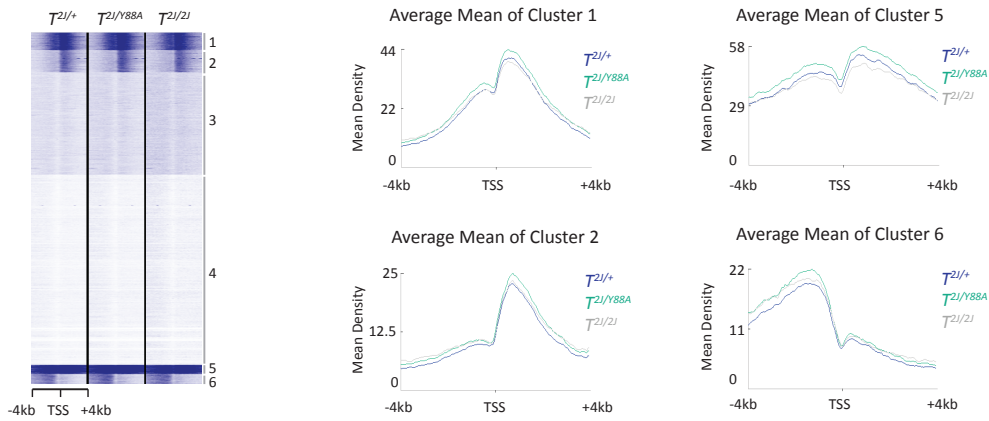 T2J/+ T2J/Y88A T2J/2J
1
2
3
4
5
6
-4kb TSS +4kb
Average Mean of Cluster 1
Mean Density
44
22
0
-4kb TSS +4kb
T2J/+
T2J/Y88A
T2J/2J
Average Mean of Cluster 5
Mean Density
58
29
0
-4kb TSS +4kb
T2J/+
T2J/Y88A
T2J/2J
Average Mean of Cluster 2
Mean Density
25
12.5
0
-4kb TSS +4kb
T2J/+
T2J/Y88A
T2J/2J
Average Mean of Cluster 6
Mean Density
22
11
0
-4kb TSS +4kb
T2J/+
T2J/Y88A
T2J/2J